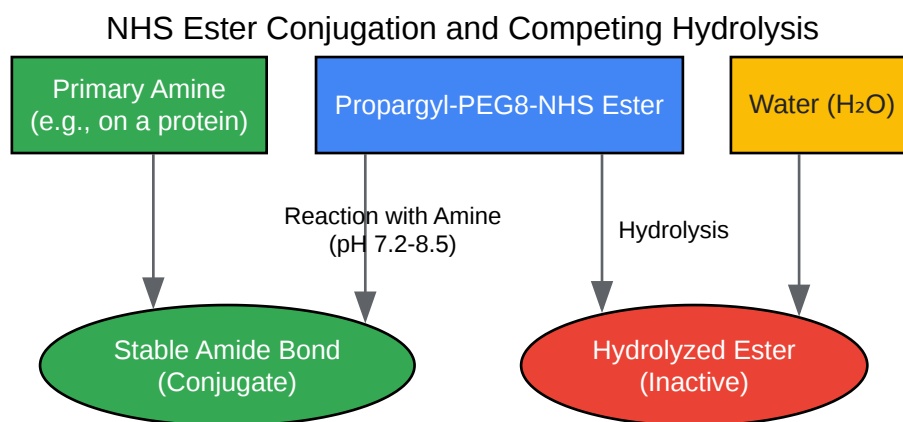 NHS Ester Conjugation and Competing Hydrolysis
Primary Amine
(e.g., on a protein)
Propargyl-PEG8-NHS Ester
Water (H₂O)
Reaction with Amine
(pH 7.2-8.5)
Hydrolysis
Stable Amide Bond
(Conjugate)
Hydrolyzed Ester
(Inactive)